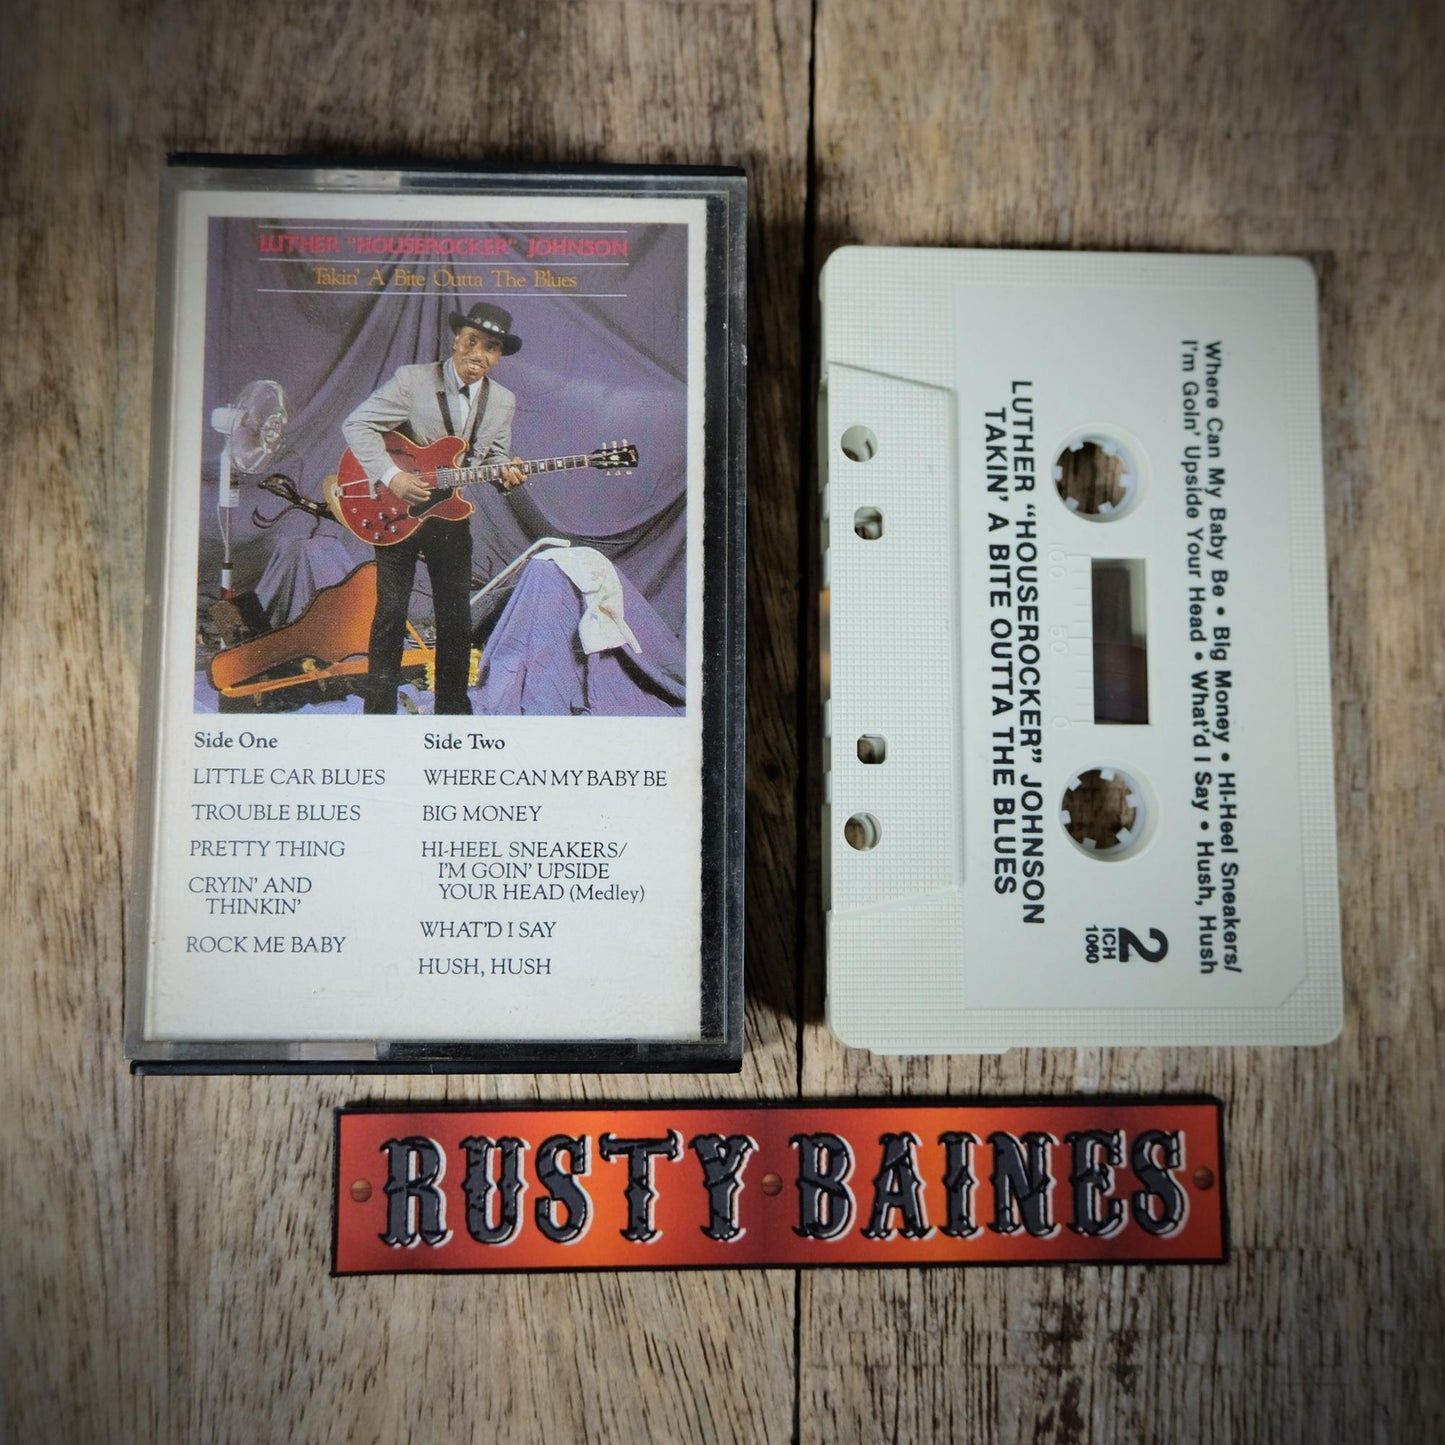 LUTHER "HOUSEROCKER" JOHNSON
Takin' A Bite Outta The Blues
Side One
LITTLE CAR BLUES
TROUBLE BLUES
PRETTY THING
CRYIN' AND
THINKIN'
ROCK ME BABY
Side Two
WHERE CAN MY BABY BE
BIG MONEY
HI-HEEL SNEAKERS/
I'M GOIN' UPSIDE
YOUR HEAD (Medley)
WHAT'D I SAY
HUSH, HUSH
Where Can My Baby Be • Big Money • Hi-Heel Sneakers/
I'm Goin' Upside Your Head • What'd I Say • Hush, Hush
2
ICH
1060
100 50 0
LUTHER "HOUSEROCKER" JOHNSON
TAKIN' A BITE OUTTA THE BLUES
RUSTY BAINES